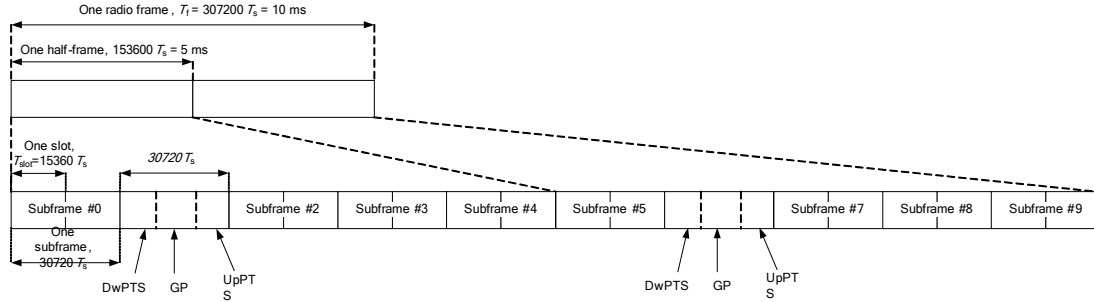 One radio frame, Tf = 307200 Ts = 10 ms
One half-frame, 153600 Ts = 5 ms
One slot,
Tslot=15360 Ts
30720 Ts
Subframe #0
Subframe #2
Subframe #3
Subframe #4
Subframe #5
Subframe #7
Subframe #8
Subframe #9
One
subframe,
30720 Ts
DwPTS
GP
UpPT
S
DwPTS
GP
UpPT
S